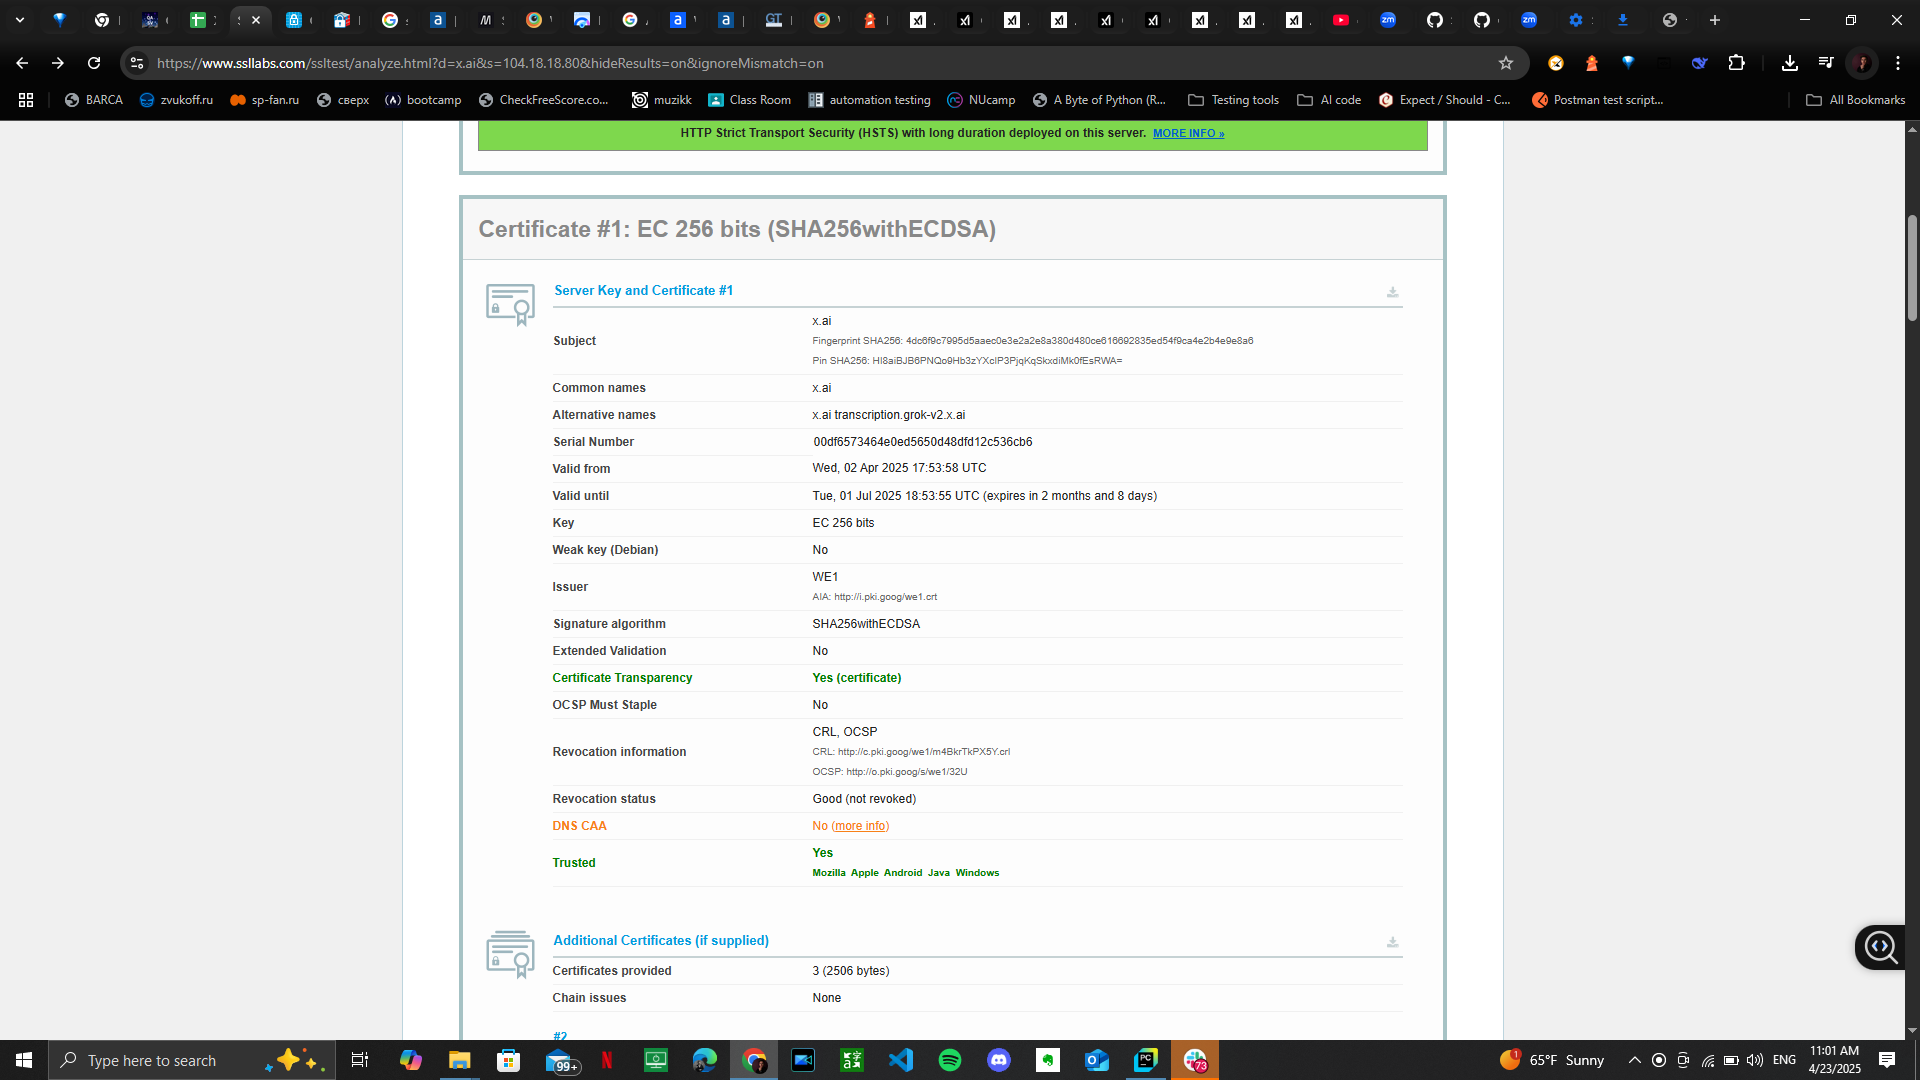 https://www.ssllabs.com/ssltest/analyze.html?d=x.ai&s=104.18.18.80&hideResults=on&ignoreMismatch=on
BARCA zvukoff.ru sp-fan.ru сверх bootcamp CheckFreeScore.co... muzikk Class Room automation testing NUcamp A Byte of Python (R... Testing tools AI code Expect / Should - C... Postman test script... All Bookmarks
HTTP Strict Transport Security (HSTS) with long duration deployed on this server. MORE INFO »
Certificate #1: EC 256 bits (SHA256withECDSA)
Server Key and Certificate #1
Subject
x.ai
Fingerprint SHA256: 4dc6f9c7995d5aaec0e3e2a2e8a380d480ce616692835ed54f9ca4e2b4e9e8a6
Pin SHA256: HI8aiBJB6PNQo9Hb3zYXcIP3PjqKqSkxdiMk0fEsRWA=
Common names x.ai
Alternative names x.ai transcription.grok-v2.x.ai
Serial Number 00df6573464e0ed5650d48dfd12c536cb6
Valid from Wed, 02 Apr 2025 17:53:58 UTC
Valid until Tue, 01 Jul 2025 18:53:55 UTC (expires in 2 months and 8 days)
Key EC 256 bits
Weak key (Debian) No
Issuer
WE1
AIA: http://i.pki.goog/we1.crt
Signature algorithm SHA256withECDSA
Extended Validation No
Certificate Transparency Yes (certificate)
OCSP Must Staple No
Revocation information
CRL, OCSP
CRL: http://c.pki.goog/we1/m4BkrTkPX5Y.crl
OCSP: http://o.pki.goog/s/we1/32U
Revocation status Good (not revoked)
DNS CAA No (more info)
Trusted
Yes
Mozilla Apple Android Java Windows
Additional Certificates (if supplied)
Certificates provided 3 (2506 bytes)
Chain issues None
#2
Type here to search
99+
73
1
65°F Sunny
ENG
11:01 AM
4/23/2025